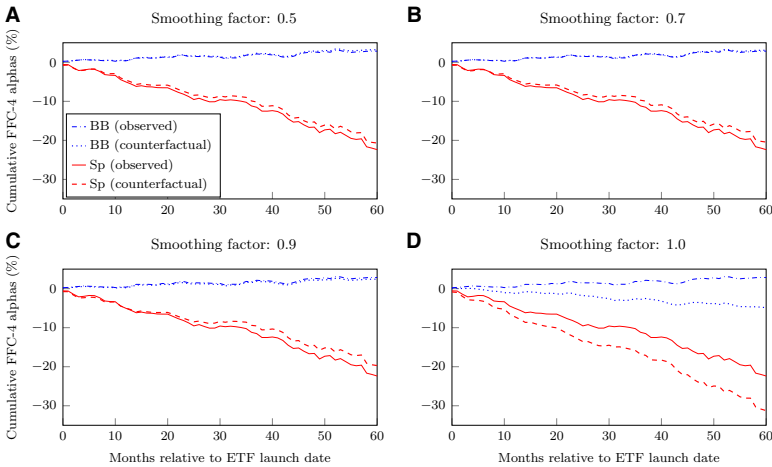 A
Smoothing factor: 0.5
Cumulative FFC-4 alphas (%)
0
−10
−20
−30
BB (observed)
BB (counterfactual)
Sp (observed)
Sp (counterfactual)
0 10 20 30 40 50 60
B
Smoothing factor: 0.7
0
−10
−20
−30
0 10 20 30 40 50 60
C
Smoothing factor: 0.9
Cumulative FFC-4 alphas (%)
0
−10
−20
−30
0 10 20 30 40 50 60
Months relative to ETF launch date
D
Smoothing factor: 1.0
0
−10
−20
−30
0 10 20 30 40 50 60
Months relative to ETF launch date